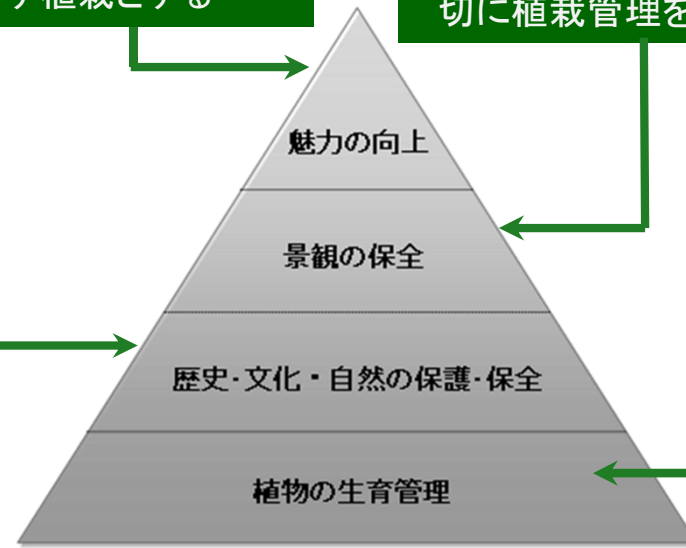 植栽とする
切に植栽管理を
魅力の向上
景観の保全
歴史・文化・自然の保護・保全
植物の生育管理